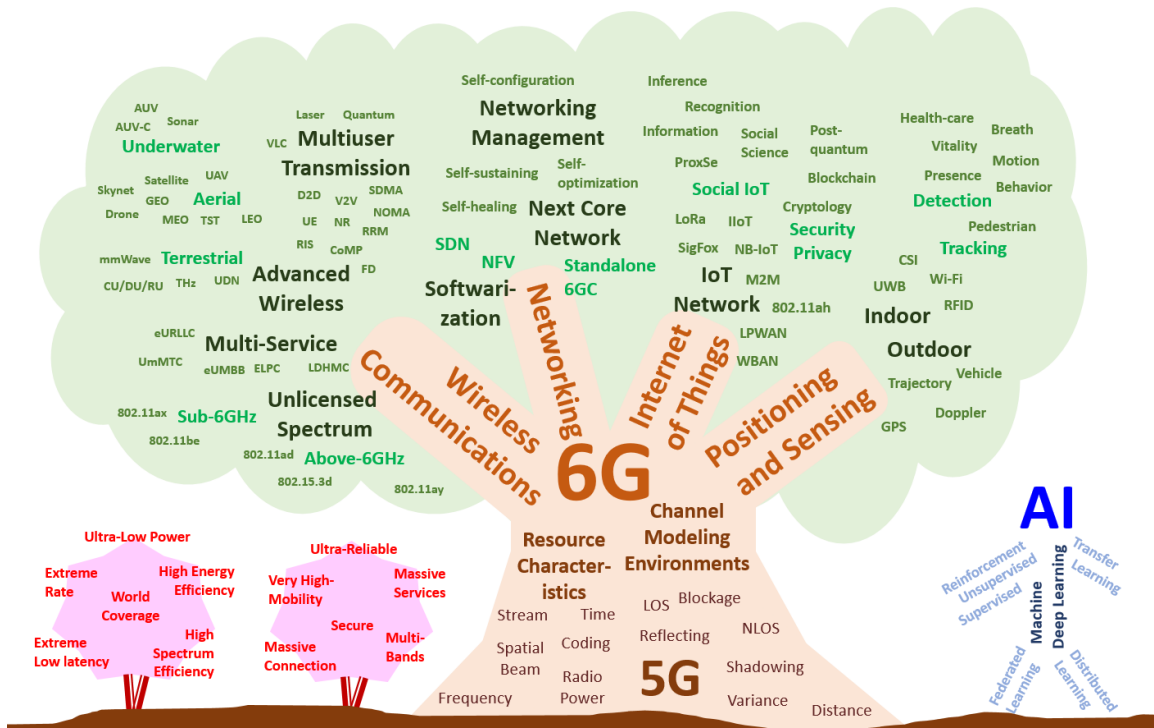 Self-configuration
Networking
Management
Self-sustaining
Self-
optimization
Self-healing
Next Core
Network
SDN
NFV
Standalone
6GC
Softwari-
zation
AUV
AUV-C
Sonar
Underwater
Laser
Quantum
VLC
Multiuser
Transmission
Skynet
Satellite
UAV
GEO
Aerial
Drone
MEO
TST
LEO
D2D
V2V
SDMA
UE
NR
NOMA
RRM
RIS
CoMP
FD
mmWave
Terrestrial
CU/DU/RU
THz
UDN
Advanced
Wireless
eURLLC
Multi-Service
UmMTC
eUMBB
ELPC
LDHMC
Unlicensed
Spectrum
802.11ax
Sub-6GHz
802.11be
802.11ad
Above-6GHz
802.15.3d
802.11ay
Inference
Recognition
Information
Social
Science
Post-
quantum
ProxSe
Blockchain
Social IoT
Cryptology
LoRa
IIoT
Security
Privacy
SigFox
NB-IoT
IoT
Network
M2M
802.11ah
LPWAN
WBAN
Health-care
Breath
Vitality
Motion
Presence
Behavior
Detection
Pedestrian
Tracking
CSI
Wi-Fi
UWB
RFID
Indoor
Outdoor
Vehicle
Trajectory
Doppler
GPS
Wireless
Communications
Networking
Internet
of Things
Positioning
and Sensing
6G
Resource
Character-
istics
Channel
Modeling
Environments
Stream
Time
Spatial
Beam
Coding
Radio
Power
Frequency
LOS
Blockage
Reflecting
NLOS
5G
Shadowing
Variance
Distance
Ultra-Low Power
Extreme
Rate
High Energy
Efficiency
World
Coverage
Extreme
Low latency
High
Spectrum
Efficiency
Ultra-Reliable
Very High-
Mobility
Massive
Services
Secure
Massive
Connection
Multi-
Bands
AI
Reinforcement
Unsupervised
Supervised
Transfer
Learning
Machine
Deep Learning
Federated
Learning
Distributed
Learning